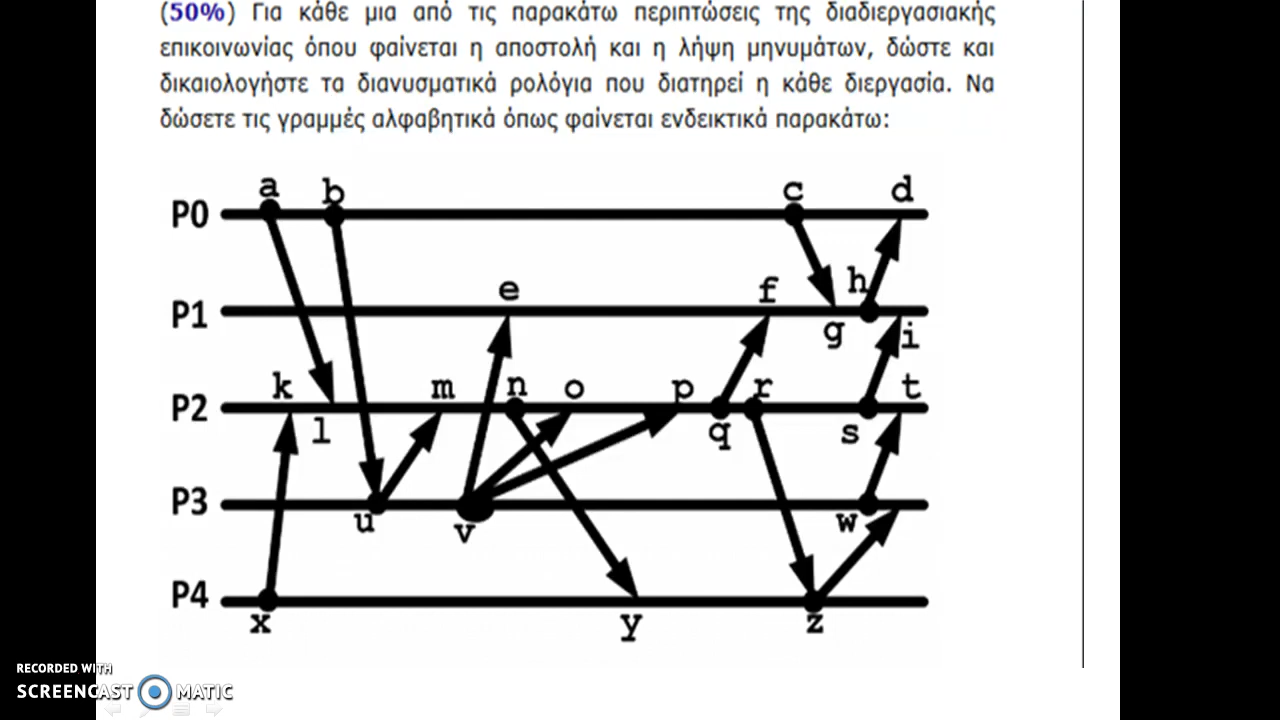 (50%) Για κάθε μια από τις παρακάτω περιπτώσεις της διαδιεργασιακής
επικοινωνίας όπου φαίνεται η αποστολή και η λήψη μηνυμάτων, δώστε και
δικαιολογήστε τα διανυσματικά ρολόγια που διατηρεί η κάθε διεργασία. Να
δώσετε τις γραμμές αλφαβητικά όπως φαίνεται ενδεικτικά παρακάτω:
a b c d
P0
e f h
P1
g i
k m n o p r t
P2
l q s
P3
u v w
P4
x y z
RECORDED WITH
SCREENCAST MATIC